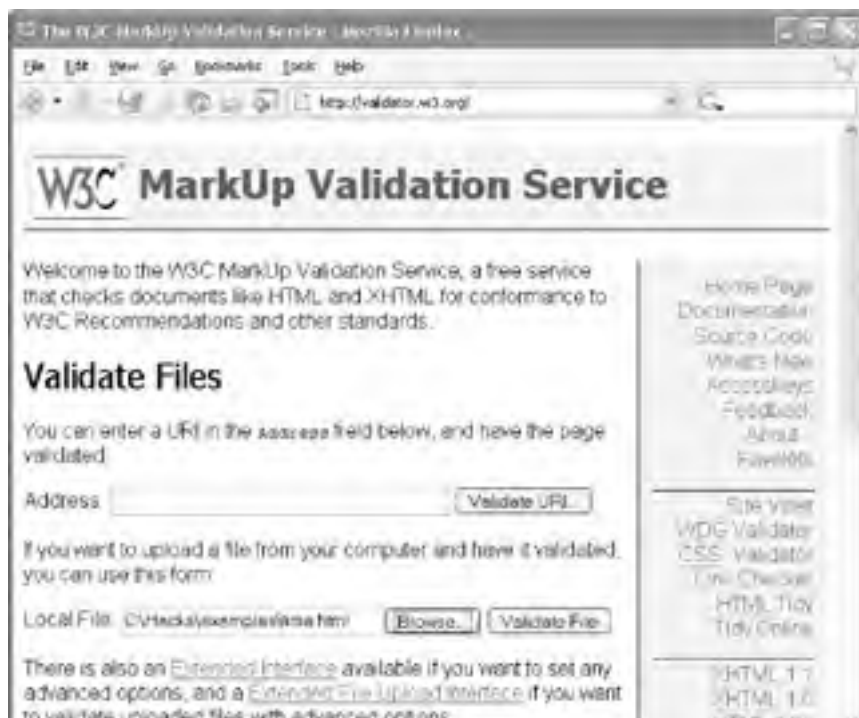 The W3C MarkUp Validation Service - Mozilla Firefox
File Edit View Go Bookmarks Tools Help
http://validator.w3.org/
W3C MarkUp Validation Service
Welcome to the W3C MarkUp Validation Service, a free service
that checks documents like HTML and XHTML for conformance to
W3C Recommendations and other standards.
Validate Files
You can enter a URI in the Address field below, and have the page
validated
Address
Validate URI...
If you want to upload a file from your computer and have it validated,
you can use this form:
Local File:
Browse...
Validate File
There is also an Extended Interface available if you want to set any
advanced options, and a Extended File Upload Interface if you want
to validate uploaded files with advanced options
Home Page
Documentation
Source Code
What's New
Accesskeys
Feedback
About...
Site Valet
WDG Validator
CSS Validator
Link Checker
HTML Tidy
Tidy Online
XHTML 1.1
XHTML 1.0